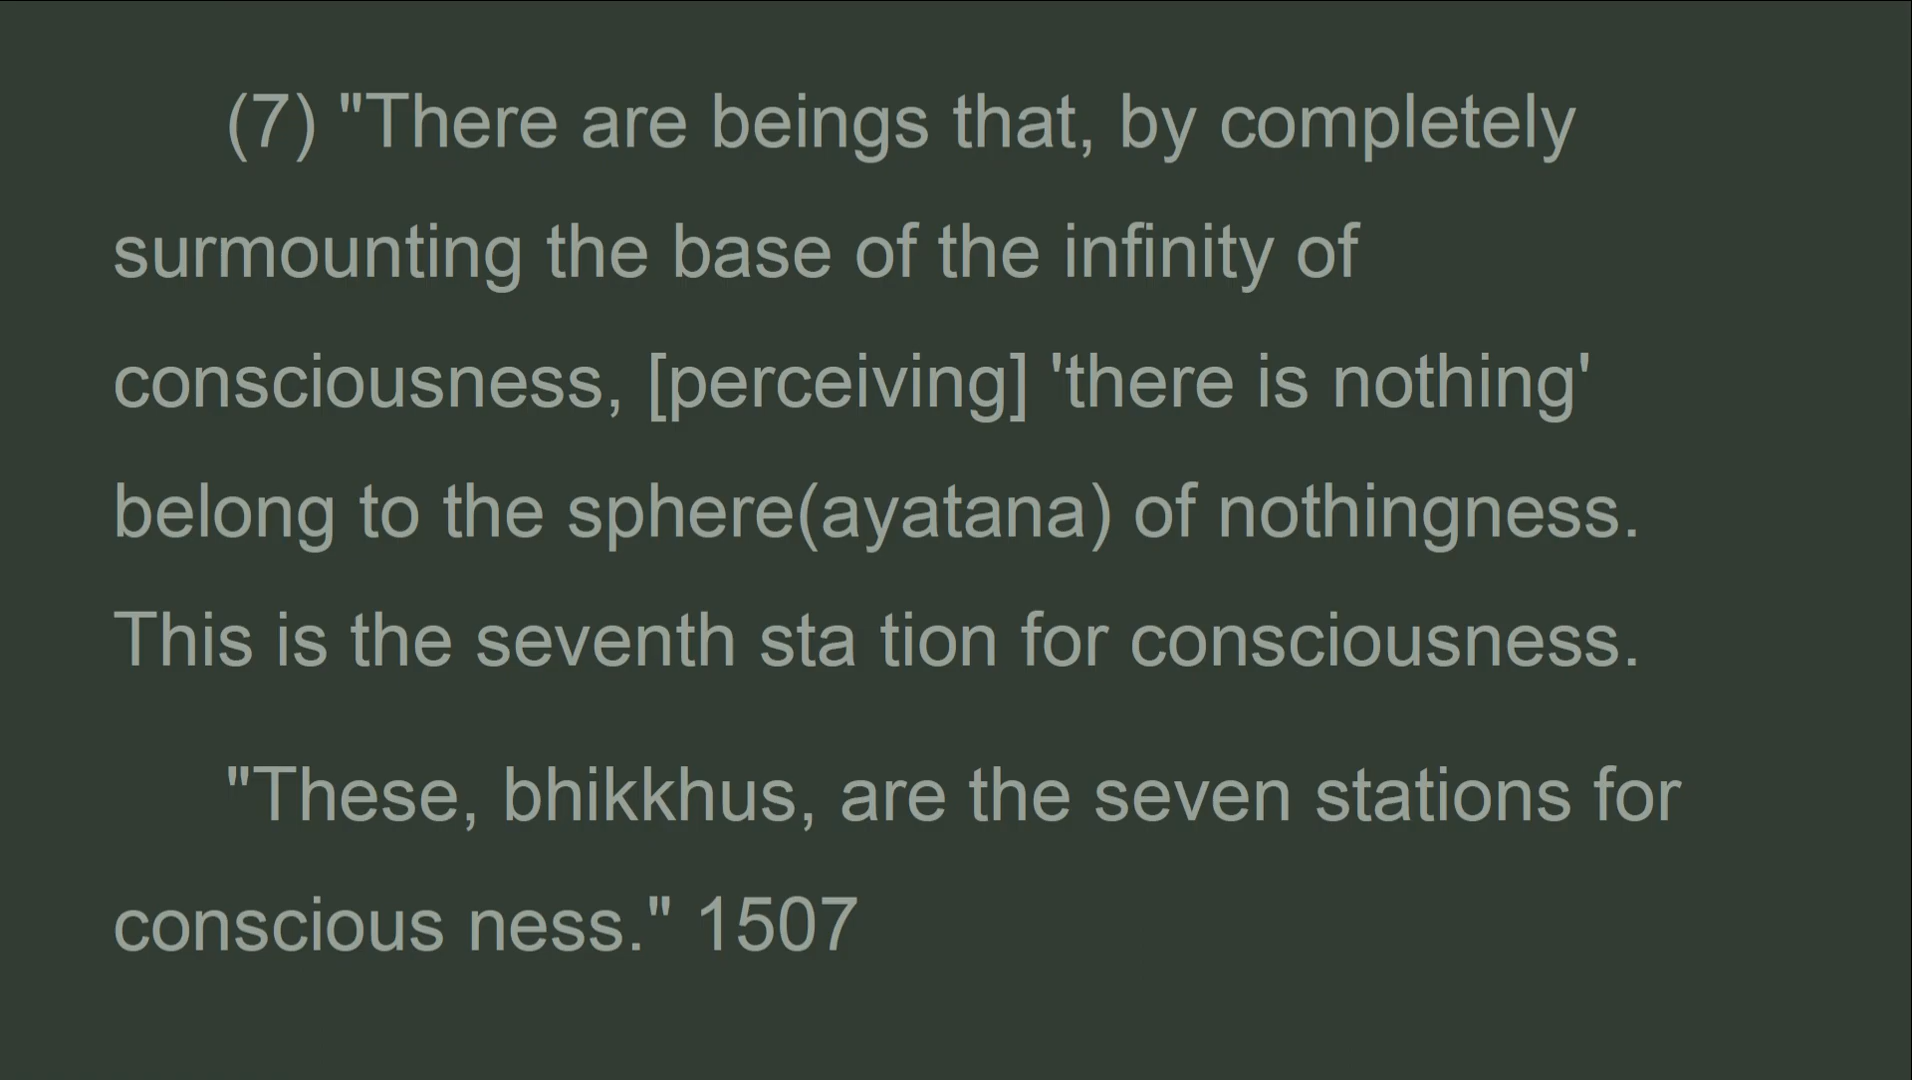 (7) "There are beings that, by completely
surmounting the base of the infinity of
consciousness, [perceiving] 'there is nothing'
belong to the sphere(ayatana) of nothingness.
This is the seventh sta tion for consciousness.
"These, bhikkhus, are the seven stations for
conscious ness." 1507